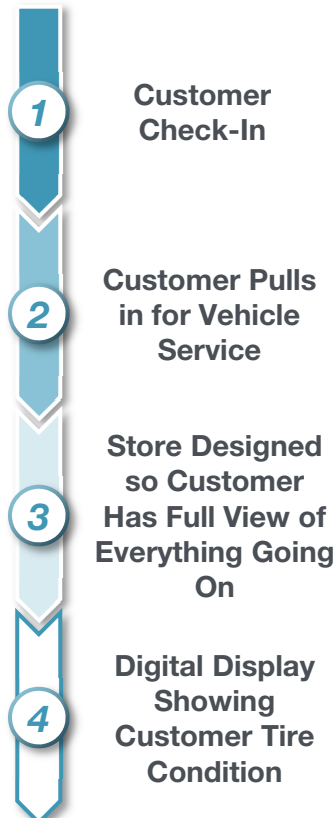 1
Customer
Check-In
2
Customer Pulls
in for Vehicle
Service
3
Store Designed
so Customer
Has Full View of
Everything Going
On
4
Digital Display
Showing
Customer Tire
Condition